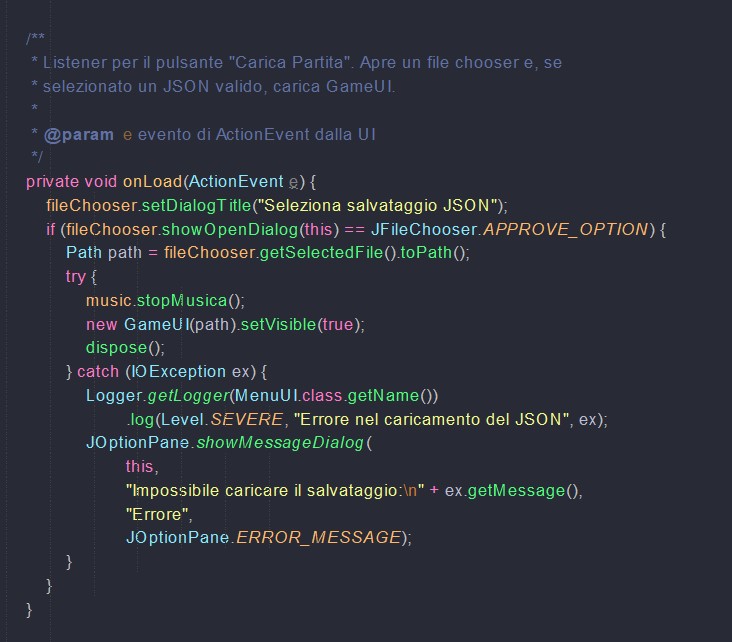 /**
 * Listener per il pulsante "Carica Partita". Apre un file chooser e, se
 * selezionato un JSON valido, carica GameUI.
 *
 * @param e evento di ActionEvent dalla UI
 */
private void onLoad(ActionEvent e) {
    fileChooser.setDialogTitle("Seleziona salvataggio JSON");
    if (fileChooser.showOpenDialog(this) == JFileChooser.APPROVE_OPTION) {
        Path path = fileChooser.getSelectedFile().toPath();
        try {
            music.stopMusica();
            new GameUI(path).setVisible(true);
            dispose();
        } catch (IOException ex) {
            Logger.getLogger(MenuUI.class.getName())
                    .log(Level.SEVERE, "Errore nel caricamento del JSON", ex);
            JOptionPane.showMessageDialog(
                    this,
                    "Impossibile caricare il salvataggio:\n" + ex.getMessage(),
                    "Errore",
                    JOptionPane.ERROR_MESSAGE);
        }
    }
}